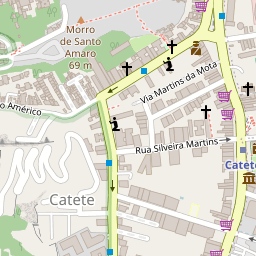 Morro
de Santo
Amaro
69 m
Via Martins da Mota
Américo
Rua Silveira Martins
Catete
Catete